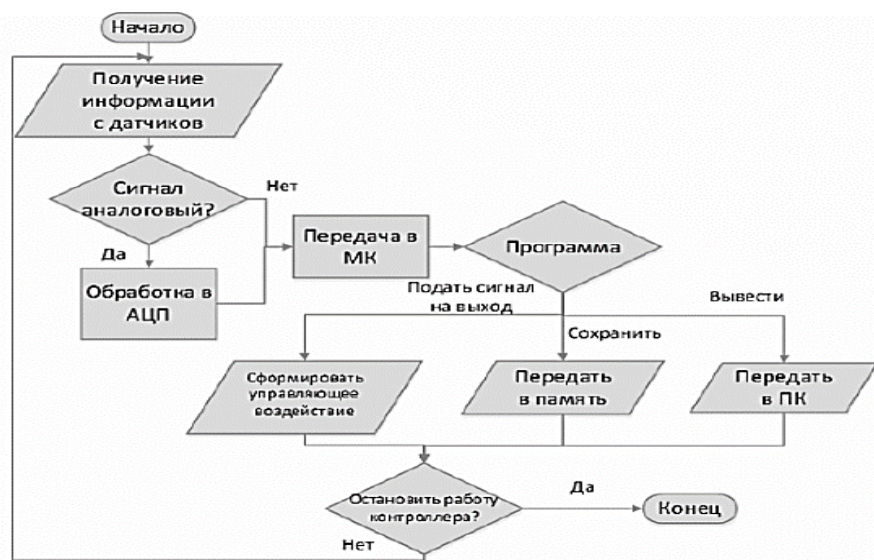 Начало
Получение
информации
с датчиков
Сигнал
аналоговый?
Нет
Да
Обработка в
АЦП
Передача в
МК
Программа
Подать сигнал
на выход
Сохранить
Вывести
Сформировать
управляющее
воздействие
Передать
в память
Передать
в ПК
Остановить работу
контроллера?
Да
Конец
Нет